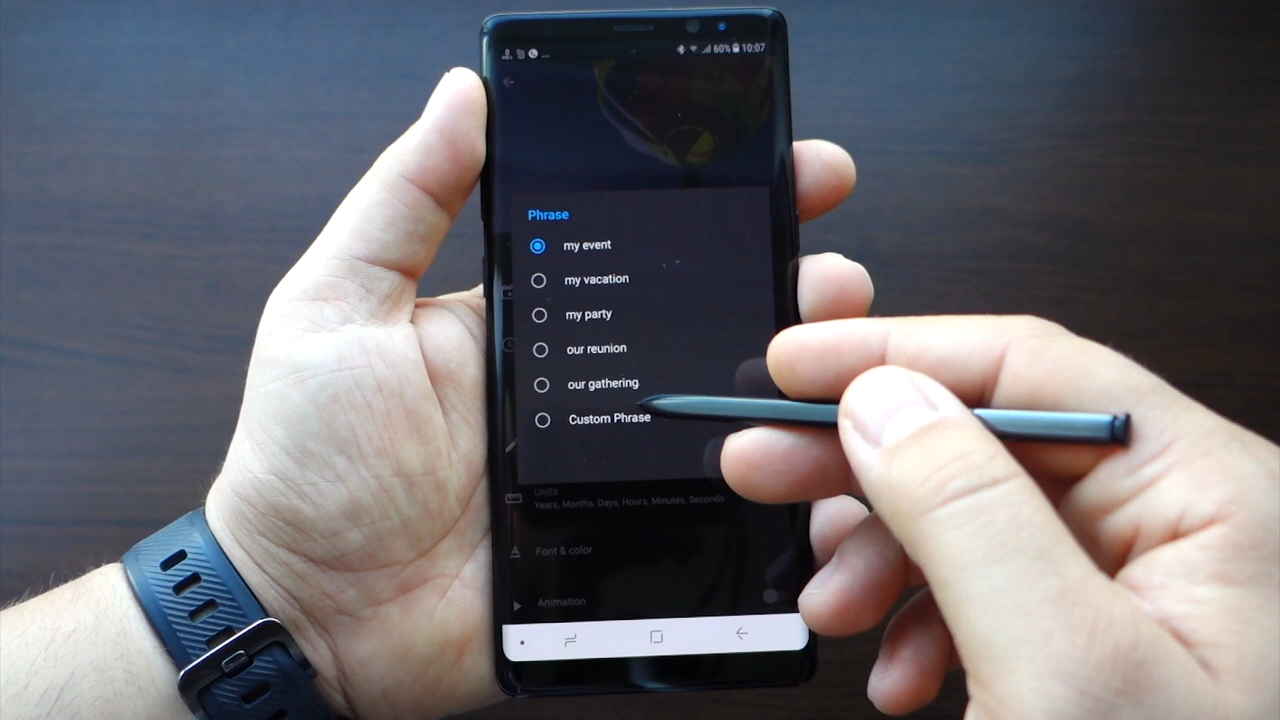 60% 10:07
Phrase
my event
my vacation
my party
our reunion
our gathering
Custom Phrase
Units
Years, Months, Days, Hours, Minutes, Seconds
Font & color
Animation